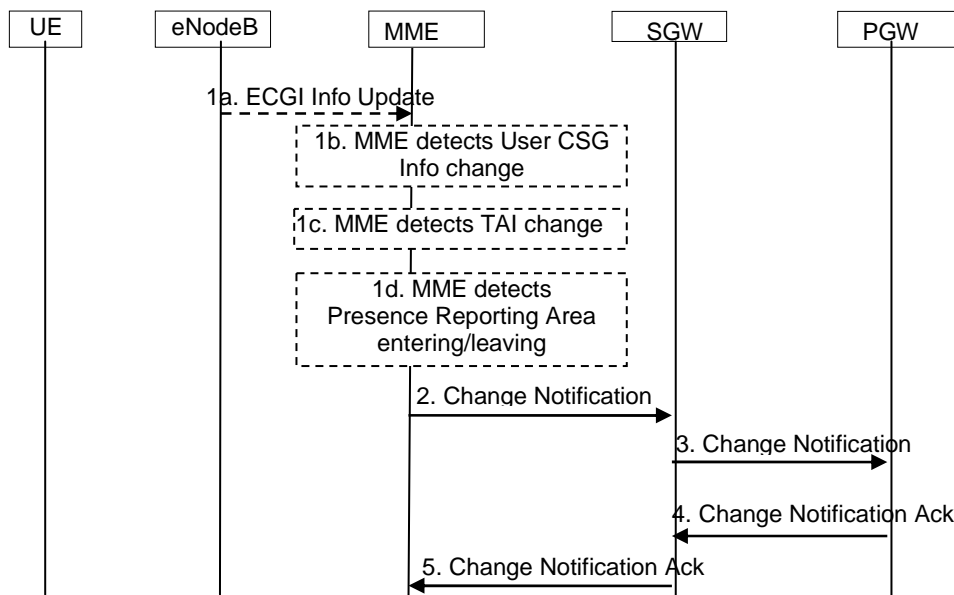 UE
eNodeB
MME
SGW
PGW
1a. ECGI Info Update
1b. MME detects User CSG
Info change
1c. MME detects TAI change
1d. MME detects
Presence Reporting Area
entering/leaving
2. Change Notification
3. Change Notification
4. Change Notification Ack
5. Change Notification Ack